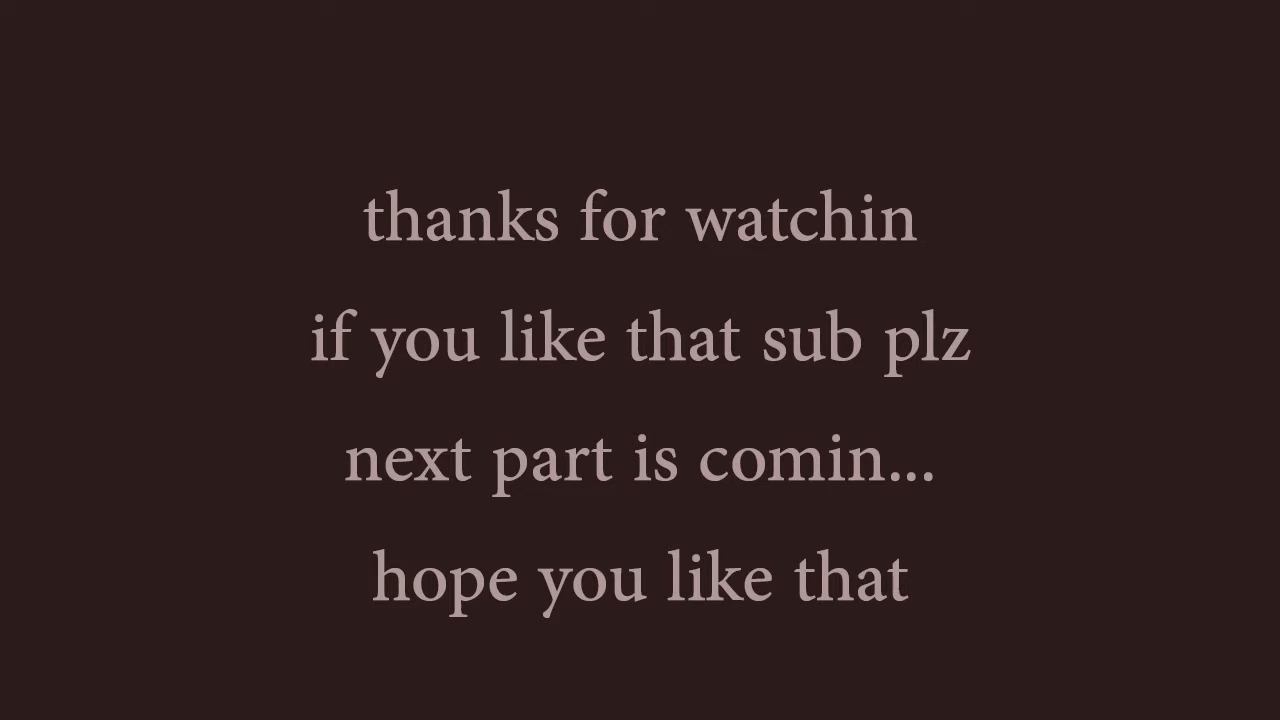 thanks for watchin
if you like that sub plz
next part is comin...
hope you like that